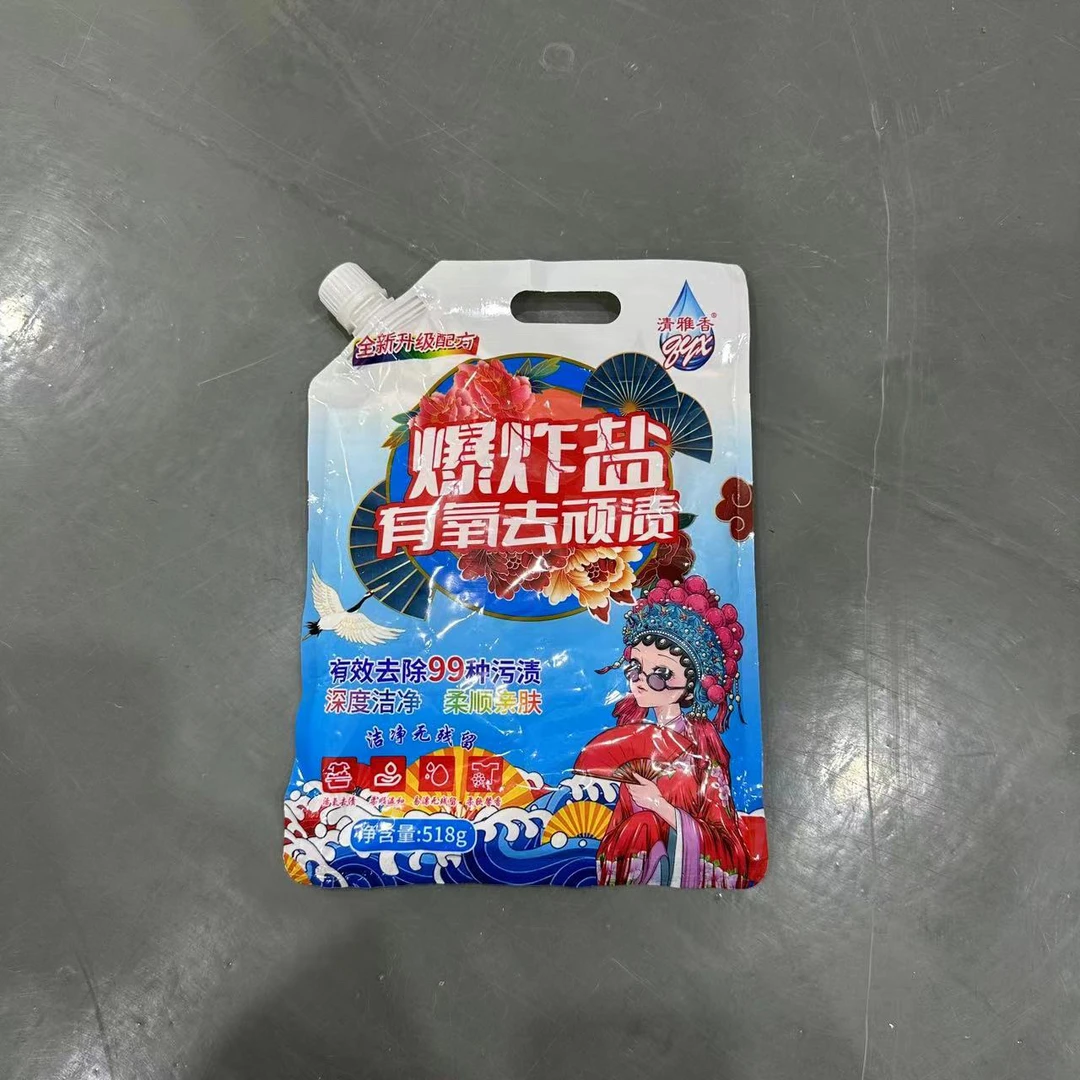 清雅香®
qyx
全新升级配方
爆炸盐
有氧去顽渍
有效去除99种污渍
深度洁净 柔顺亲肤
洁净无残留
净含量:518g